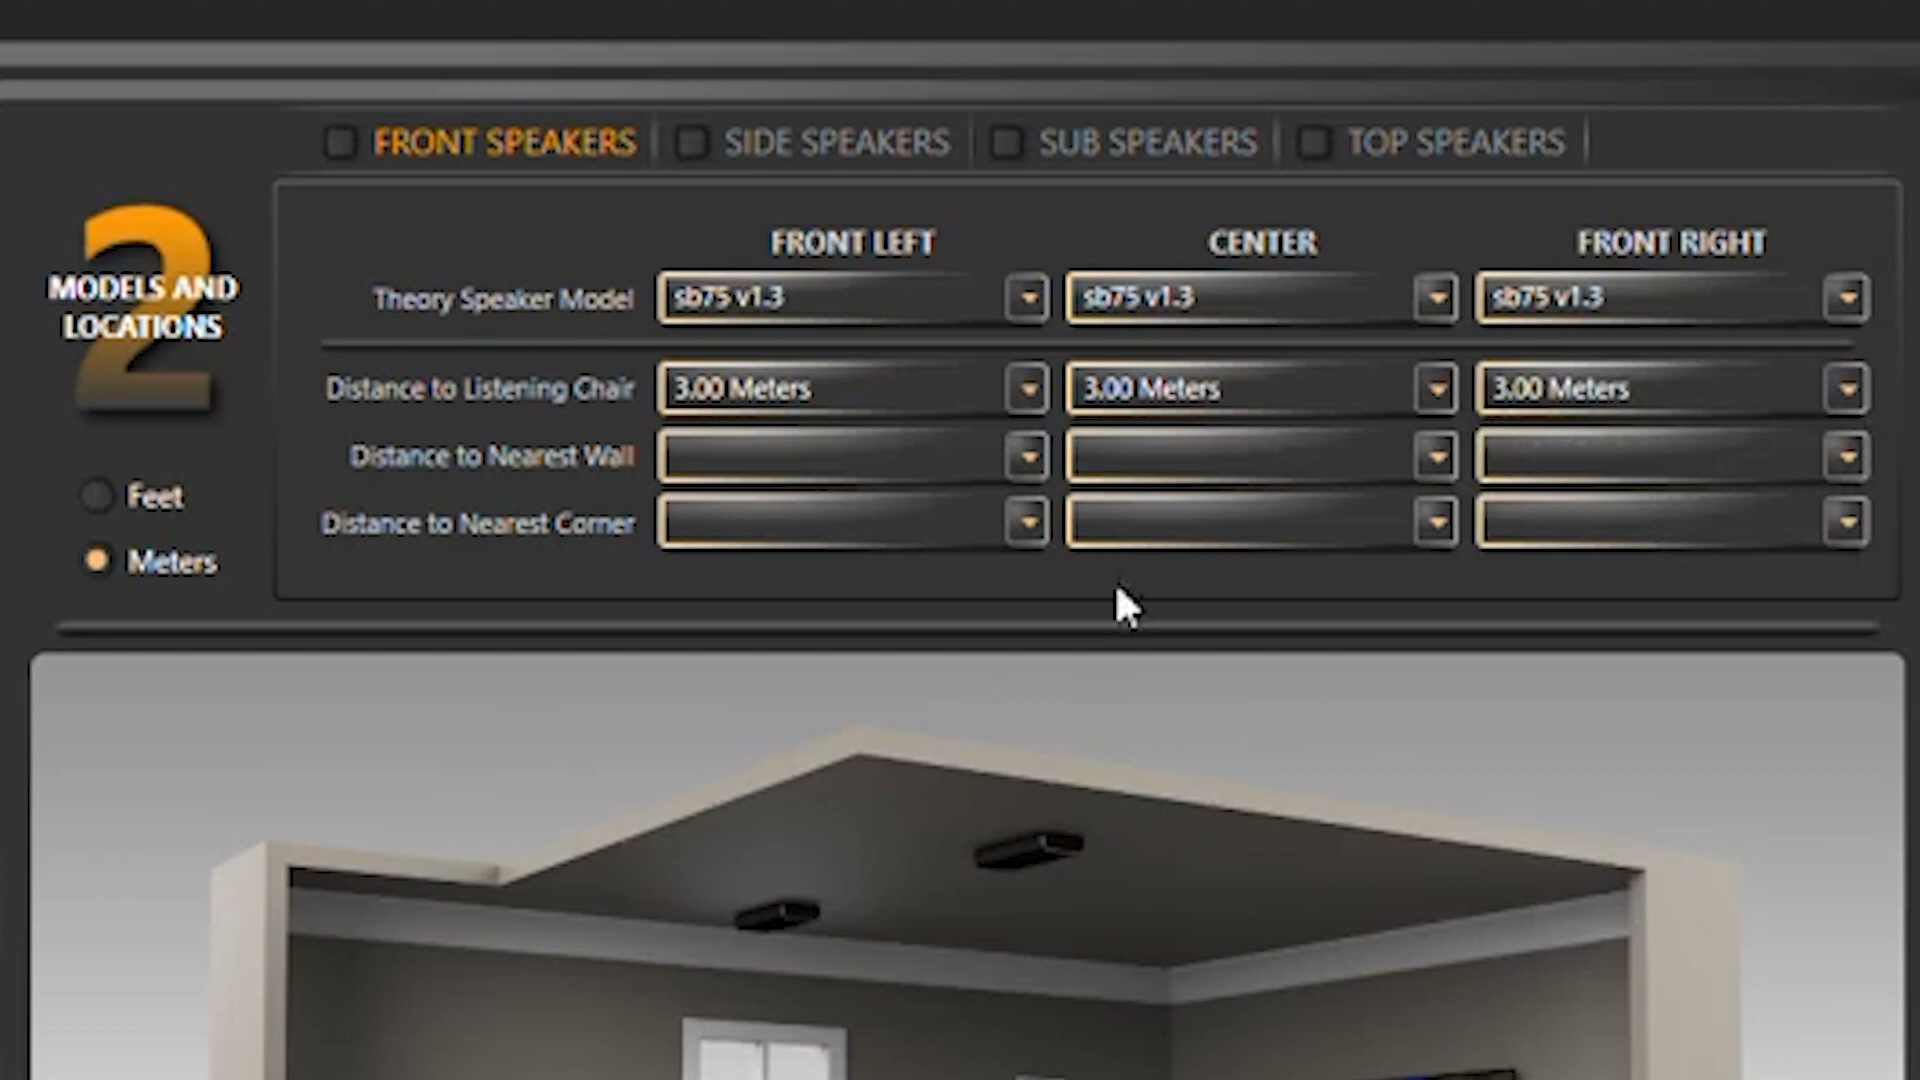 FRONT SPEAKERS SIDE SPEAKERS SUB SPEAKERS TOP SPEAKERS
2
MODELS AND
LOCATIONS
Feet
Meters
FRONT LEFT CENTER FRONT RIGHT
Theory Speaker Model sb75 v1.3 sb75 v1.3 sb75 v1.3
Distance to Listening Chair 3.00 Meters 3.00 Meters 3.00 Meters
Distance to Nearest Wall
Distance to Nearest Corner